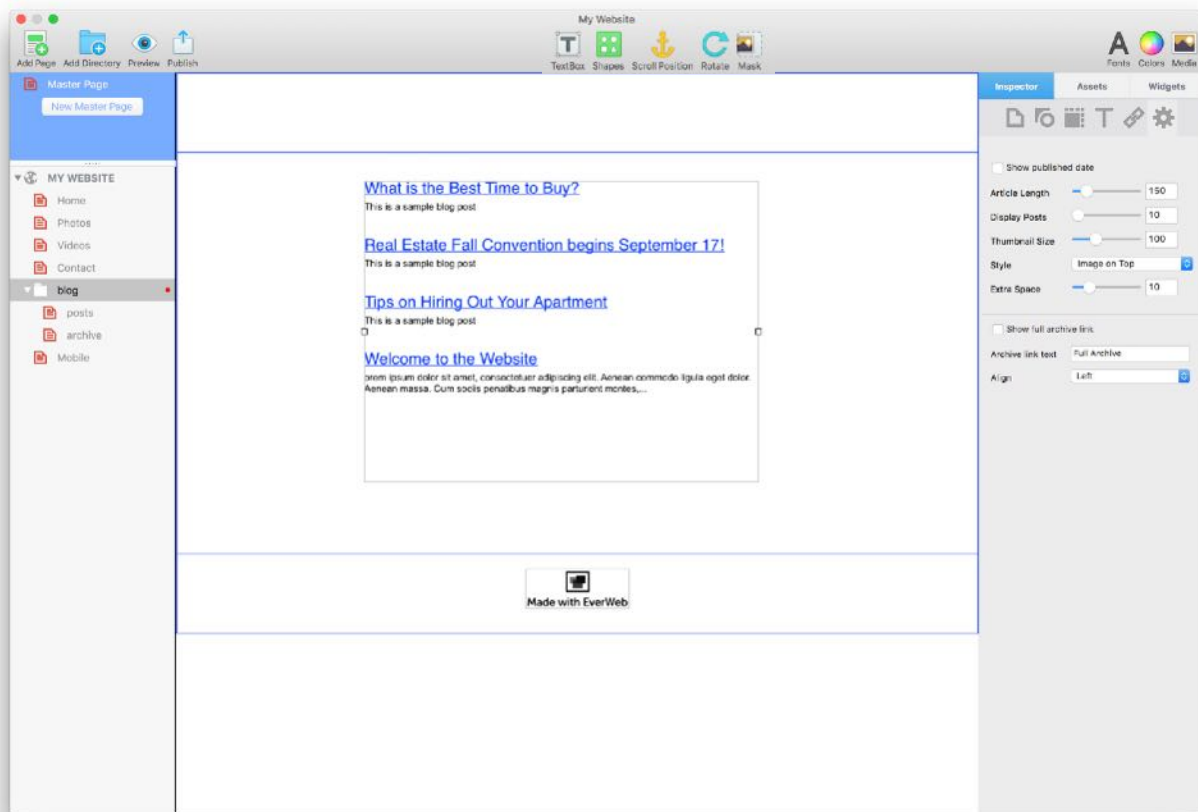 My Website
Add Page Add Directory Preview Publish
TextBox Shapes Scroll Position Rotate Mask
Fonts Colors Media
Master Page
New Master Page
MY WEBSITE
Home
Photos
Videos
Contact
blog
posts
archive
Mobile
What is the Best Time to Buy?
This is a sample blog post
Real Estate Fall Convention begins September 17!
This is a sample blog post
Tips on Hiring Out Your Apartment
This is a sample blog post
Welcome to the Website
orem ipsum dolor sit amet, consectetuer adipiscing elit. Aenean commodo ligula eget dolor.
Aenean massa. Cum sociis penatibus magnis parturient montes,...
Made with EverWeb
Inspector Assets Widgets
Show published date
Article Length 150
Display Posts 10
Thumbnail Size 100
Style Image on Top
Extra Space 10
Show full archive link
Archive link text Full Archive
Align Left